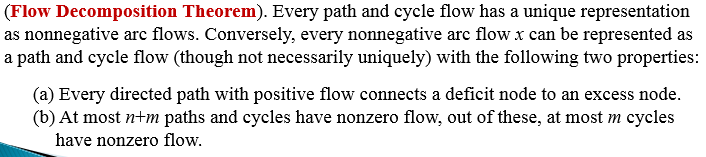 (Flow Decomposition Theorem). Every path and cycle flow has a unique representation
as nonnegative arc flows. Conversely, every nonnegative arc flow x can be represented as
a path and cycle flow (though not necessarily uniquely) with the following two properties:
(a) Every directed path with positive flow connects a deficit node to an excess node.
(b) At most n+m paths and cycles have nonzero flow, out of these, at most m cycles
have nonzero flow.